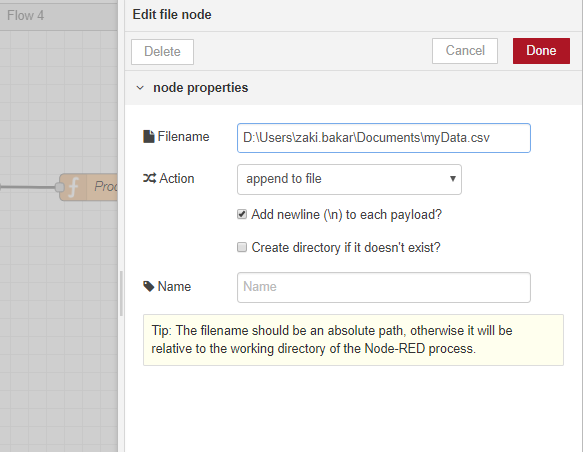 Flow 4
Edit file node
Delete
Cancel
Done
node properties
Filename
D:\Users\zaki.bakar\Documents\myData.csv
Action
append to file
Add newline (\n) to each payload?
Create directory if it doesn't exist?
Name
Name
Tip: The filename should be an absolute path, otherwise it will be
relative to the working directory of the Node-RED process.
Proc